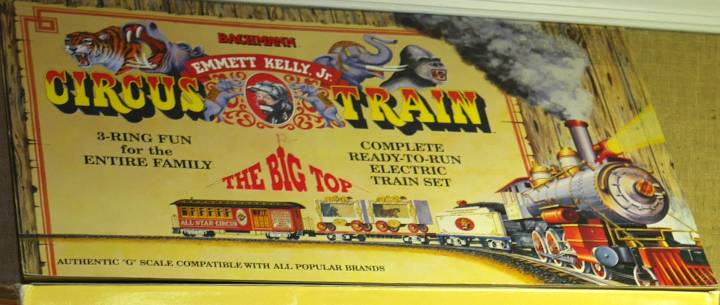 BACHMANN
EMMETT KELLY, Jr.
CIRCUS TRAIN
3-RING FUN
for the
ENTIRE FAMILY
COMPLETE
READY-TO-RUN
ELECTRIC
TRAIN SET
THE BIG TOP
ALL STAR CIRCUS
AUTHENTIC "G" SCALE COMPATIBLE WITH ALL POPULAR BRANDS